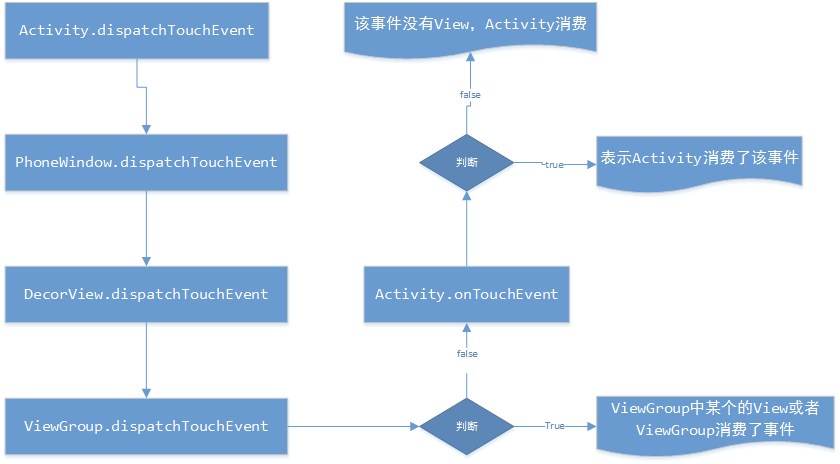 Activity.dispatchTouchEvent
该事件没有View，Activity消费
false
PhoneWindow.dispatchTouchEvent
判断
true
表示Activity消费了该事件
DecorView.dispatchTouchEvent
Activity.onTouchEvent
false
ViewGroup.dispatchTouchEvent
判断
True
ViewGroup中某个的View或者
ViewGroup消费了事件